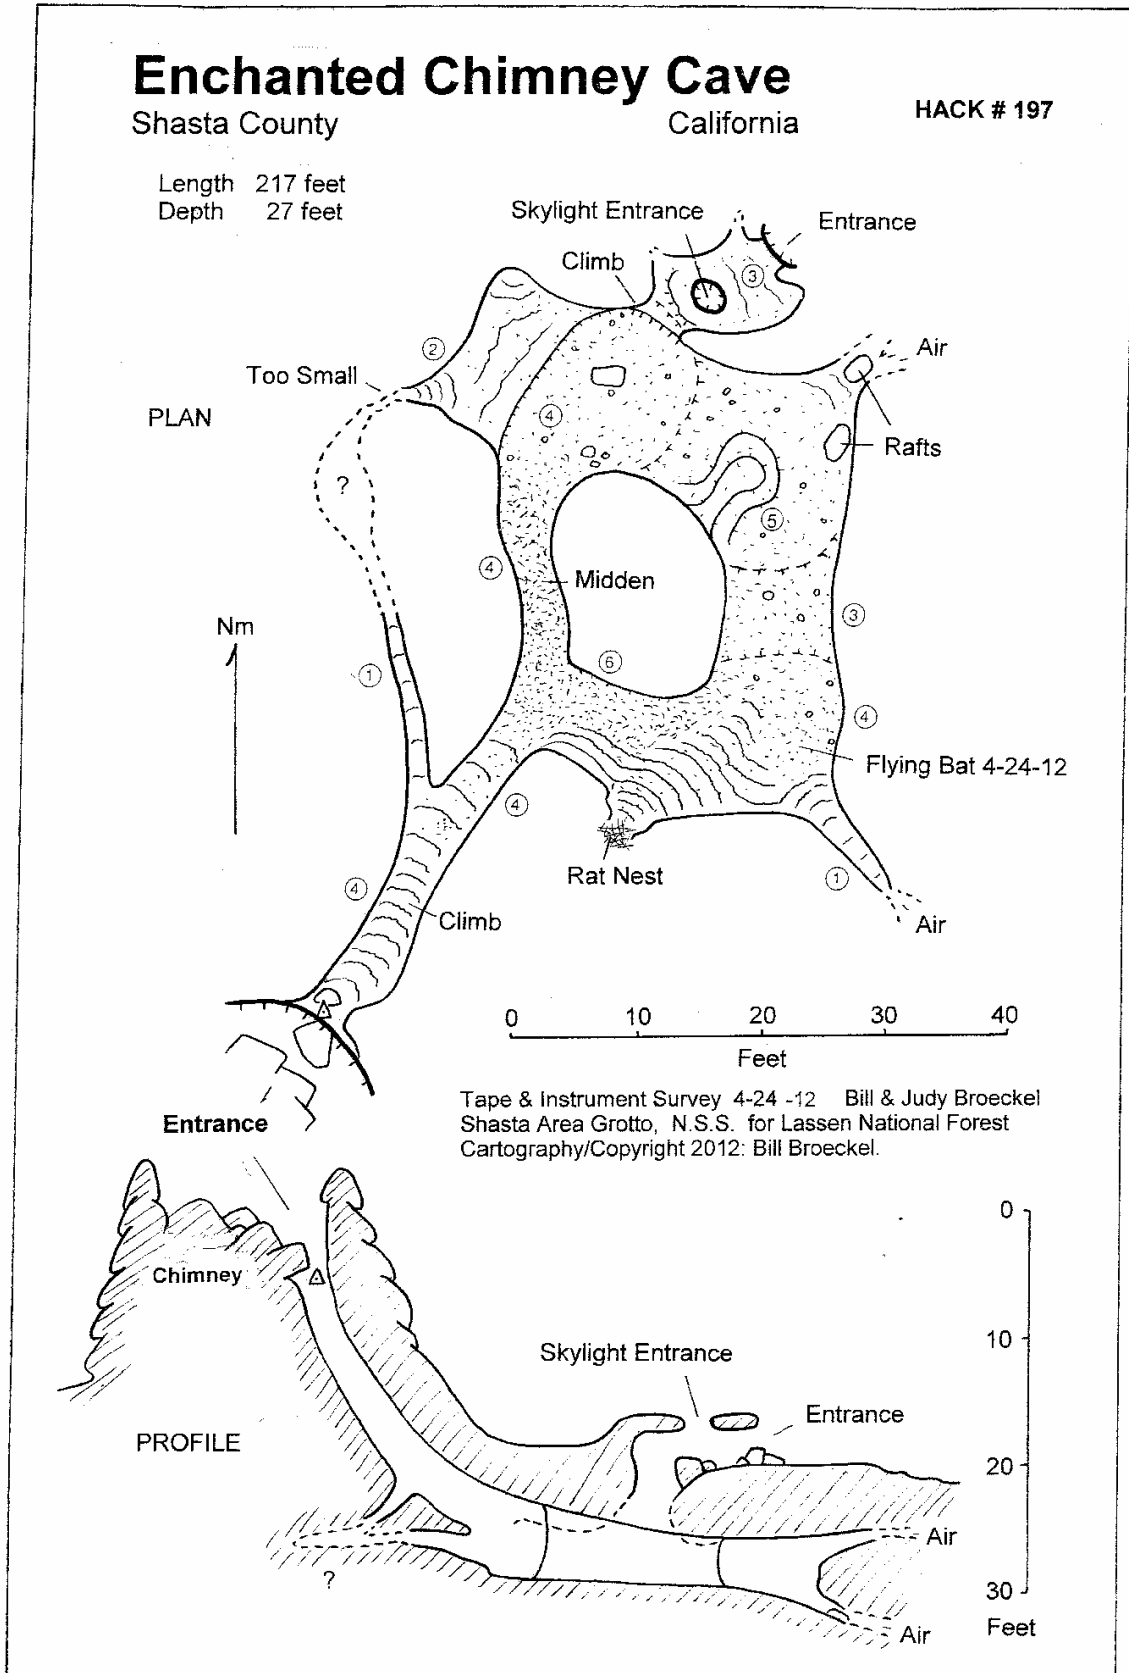 Enchanted Chimney Cave
Shasta County California HACK # 197
Length 217 feet
Depth 27 feet
Skylight Entrance
Entrance
Climb
3
2
Air
Too Small
PLAN
4
Rafts
?
5
4
Midden
3
Nm
6
1
4
Flying Bat 4-24-12
4
Rat Nest
1
4
Climb
Air
0 10 20 30 40
Feet
Tape & Instrument Survey 4-24 -12 Bill & Judy Broeckel
Shasta Area Grotto, N.S.S. for Lassen National Forest
Cartography/Copyright 2012: Bill Broeckel.
Entrance
0
Chimney
10
Skylight Entrance
Entrance
PROFILE
20
Air
?
30
Feet
Air